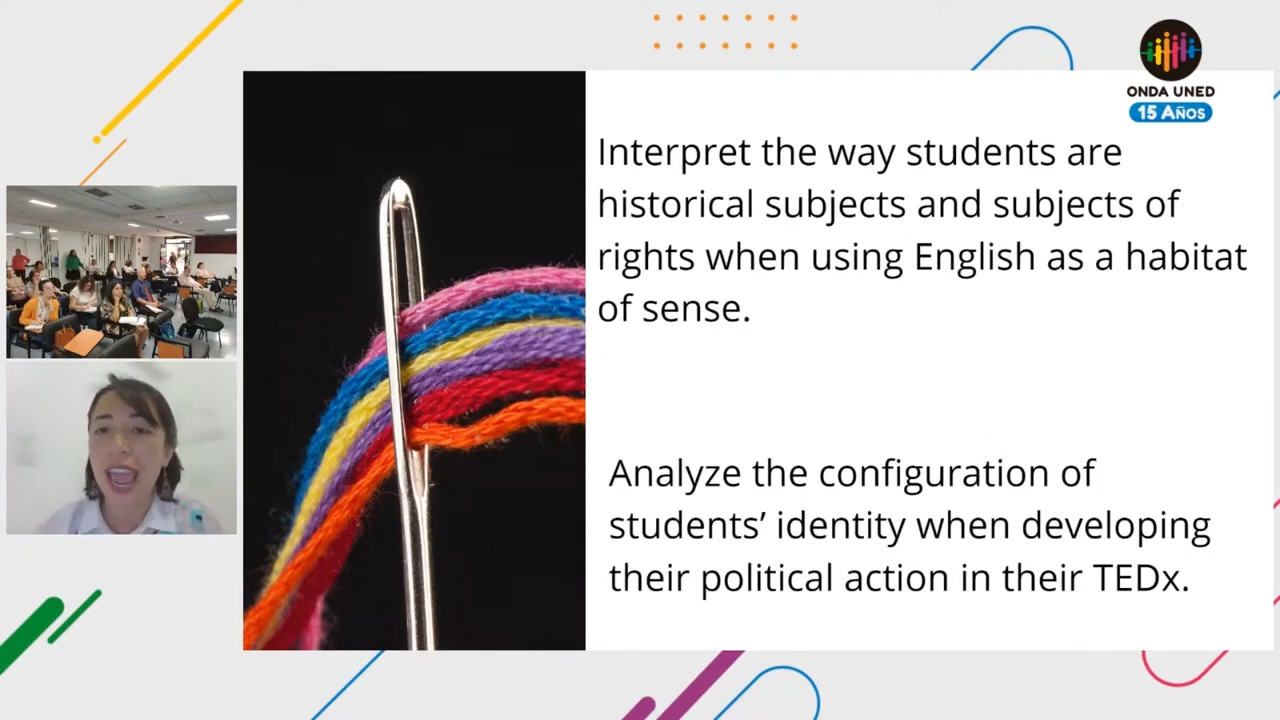 ONDA UNED
15 AÑOS
Interpret the way students are
historical subjects and subjects of
rights when using English as a habitat
of sense.
Analyze the configuration of
students’ identity when developing
their political action in their TEDx.